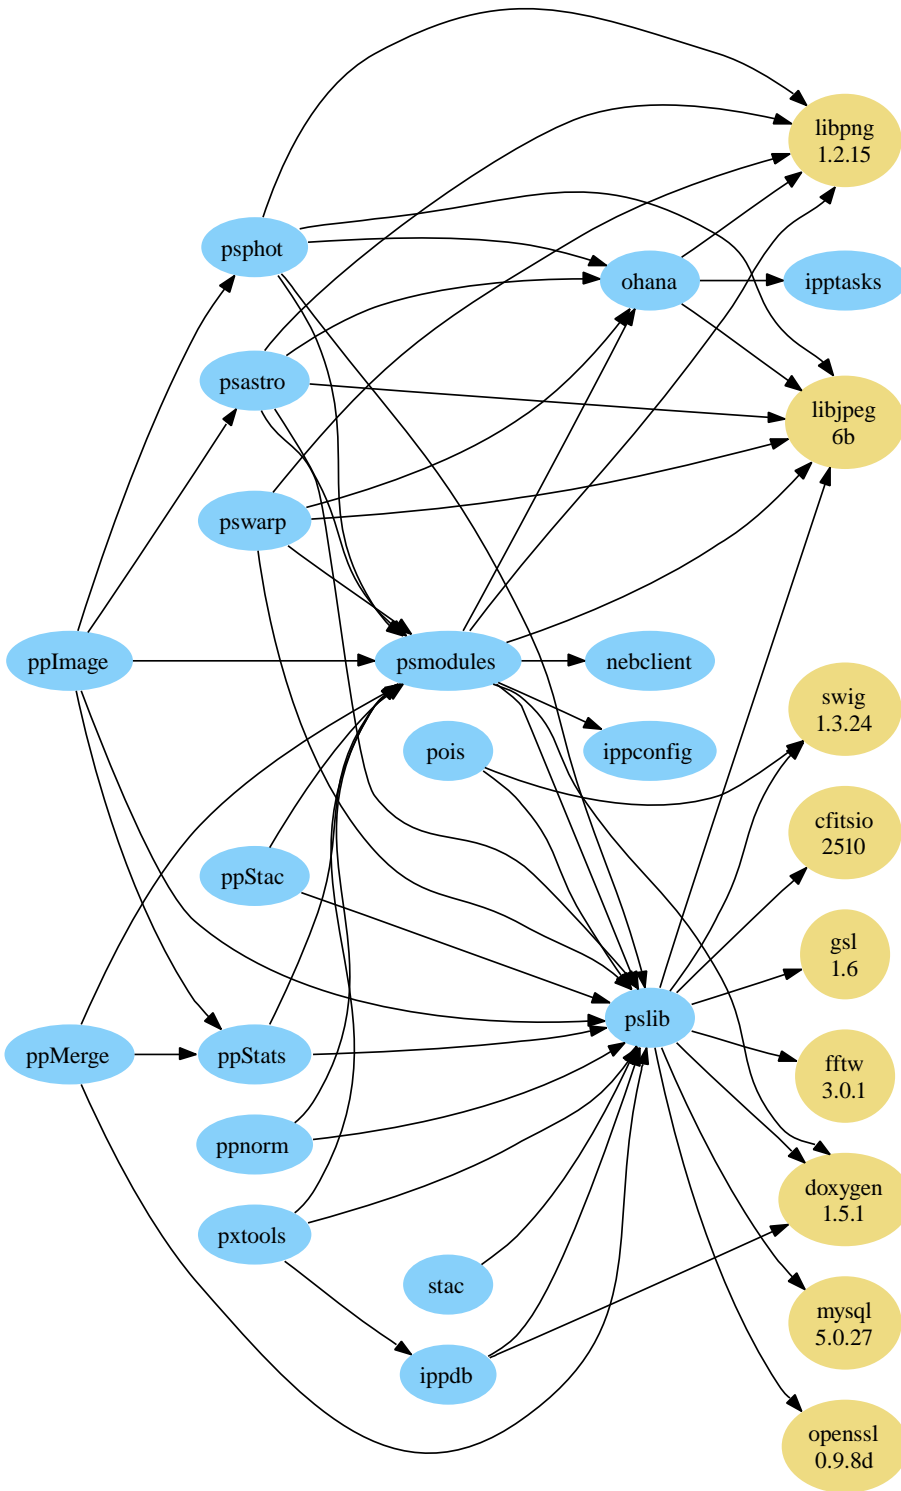 libpng
1.2.15
psphot
ohana
ipptasks
psastro
libjpeg
6b
pswarp
ppImage
psmodules
nebclient
swig
1.3.24
pois
ippconfig
cfitsio
2510
ppStac
gsl
1.6
pslib
ppMerge
ppStats
fftw
3.0.1
ppnorm
doxygen
1.5.1
pxtools
stac
mysql
5.0.27
ippdb
openssl
0.9.8d